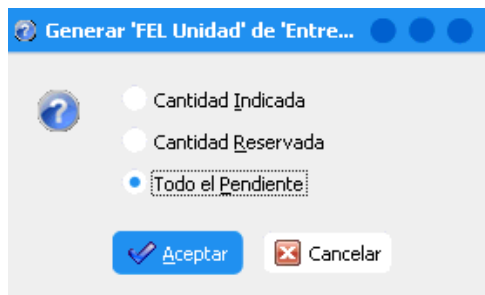 Generar 'FEL Unidad' de 'Entre...
Cantidad Indicada
Cantidad Reservada
Todo el Pendiente
Aceptar
Cancelar